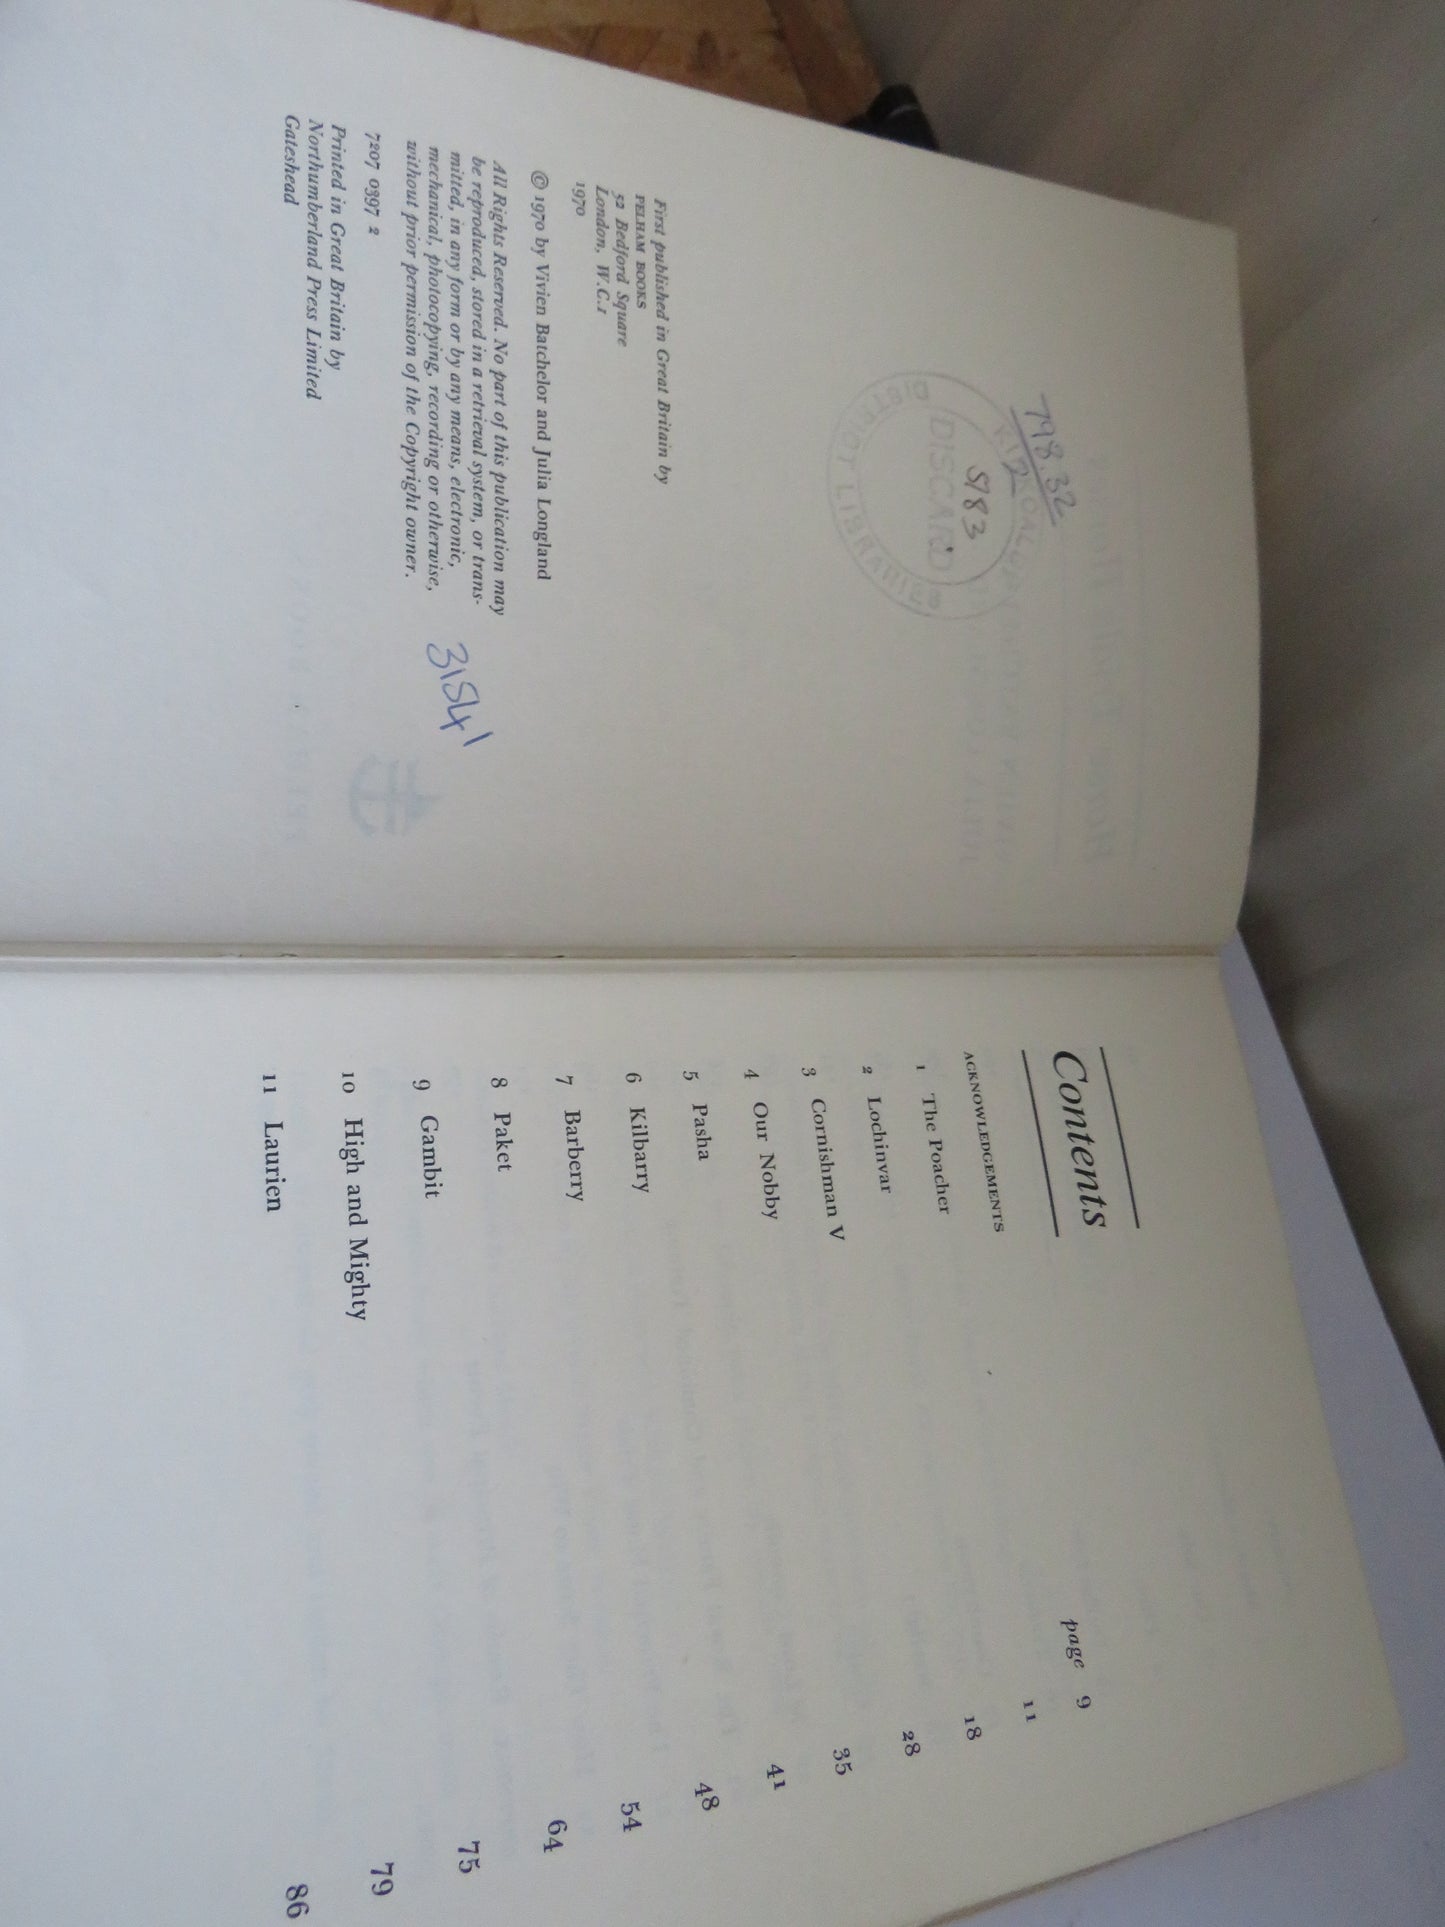 798.32
5183
2
DISCARD
DISTRICT LIBRARIES
First published in Great Britain by
PELHAM BOOKS
52 Bedford Square
London, W.C.1
1970
© 1970 by Vivien Batchelor and Julia Longland
All Rights Reserved. No part of this publication may
be reproduced, stored in a retrieval system, or trans-
mitted, in any form or by any means, electronic,
mechanical, photocopying, recording or otherwise,
without prior permission of the Copyright owner.
31541
7207 0397 2
Printed in Great Britain by
Northumberland Press Limited
Gateshead
Contents
ACKNOWLEDGEMENTS page 9
1 The Poacher 11
2 Lochinvar 18
3 Cornishman V 28
4 Our Nobby 35
5 Pasha 41
6 Kilbarry 48
7 Barberry 54
8 Paket 64
9 Gambit 75
10 High and Mighty 79
11 Laurien 86